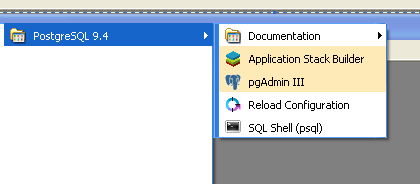 PostgreSQL 9.4
Documentation
Application Stack Builder
pgAdmin III
Reload Configuration
SQL Shell (psql)